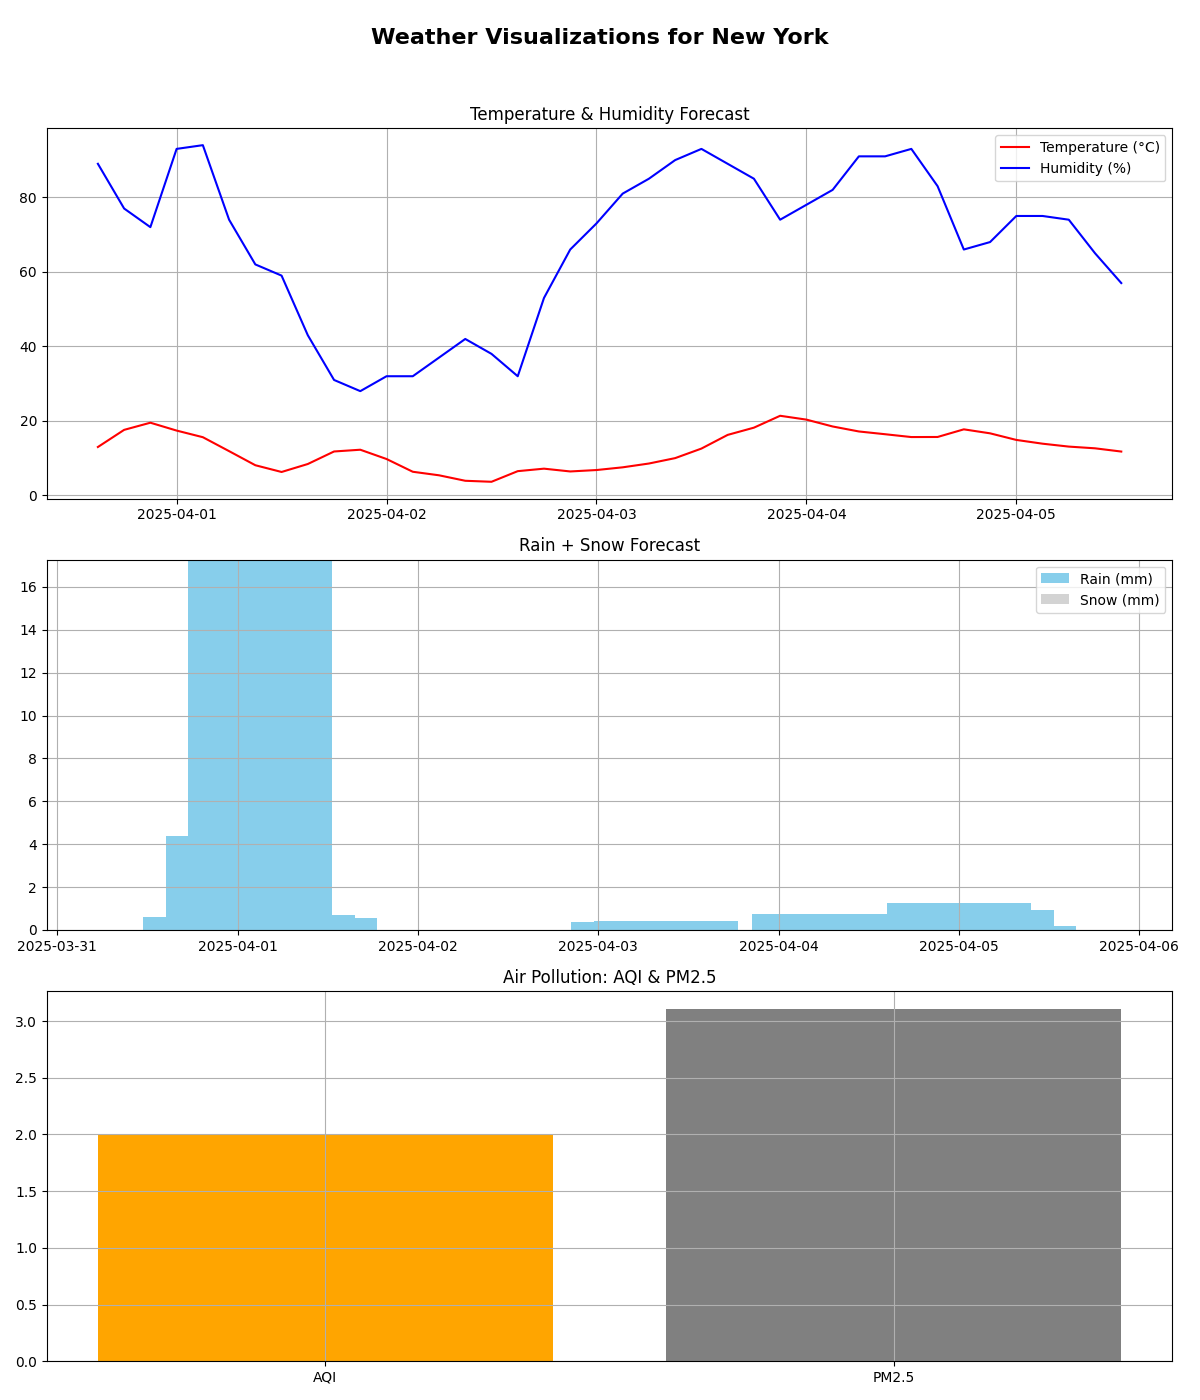 Weather Visualizations for New York
Temperature & Humidity Forecast
Temperature (°C)
Humidity (%)
80
60
40
20
0
2025-04-01 2025-04-02 2025-04-03 2025-04-04 2025-04-05
Rain + Snow Forecast
Rain (mm)
Snow (mm)
16
14
12
10
8
6
4
2
0
2025-03-31 2025-04-01 2025-04-02 2025-04-03 2025-04-04 2025-04-05 2025-04-06
Air Pollution: AQI & PM2.5
3.0
2.5
2.0
1.5
1.0
0.5
0.0
AQI PM2.5